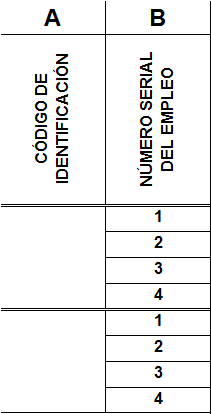 A B
CÓDIGO DE
IDENTIFICACIÓN
NÚMERO SERIAL
DEL EMPLEO
1
2
3
4
1
2
3
4